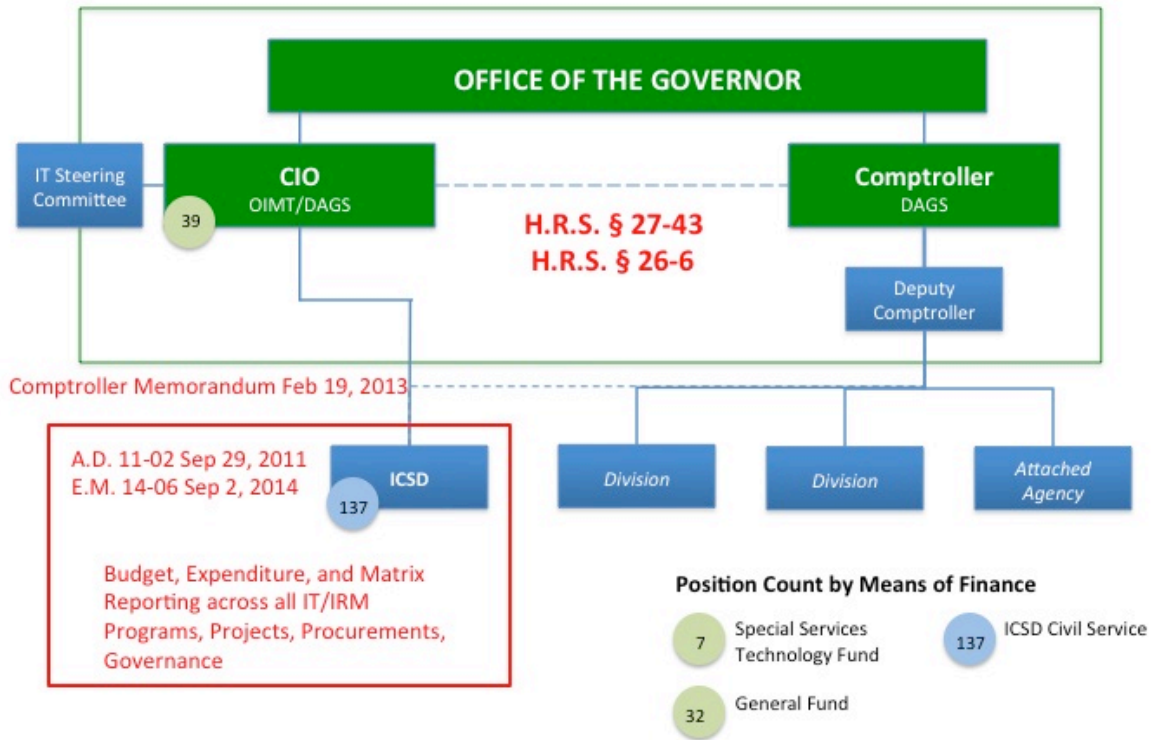 OFFICE OF THE GOVERNOR
IT Steering
Committee
CIO
OIMT/DAGS
39
Comptroller
DAGS
H.R.S. § 27-43
H.R.S. § 26-6
Deputy
Comptroller
Comptroller Memorandum Feb 19, 2013
A.D. 11-02 Sep 29, 2011
E.M. 14-06 Sep 2, 2014
ICSD
137
Division
Division
Attached
Agency
Budget, Expenditure, and Matrix
Reporting across all IT/IRM
Programs, Projects, Procurements,
Governance
Position Count by Means of Finance
7
Special Services
Technology Fund
137
ICSD Civil Service
32
General Fund